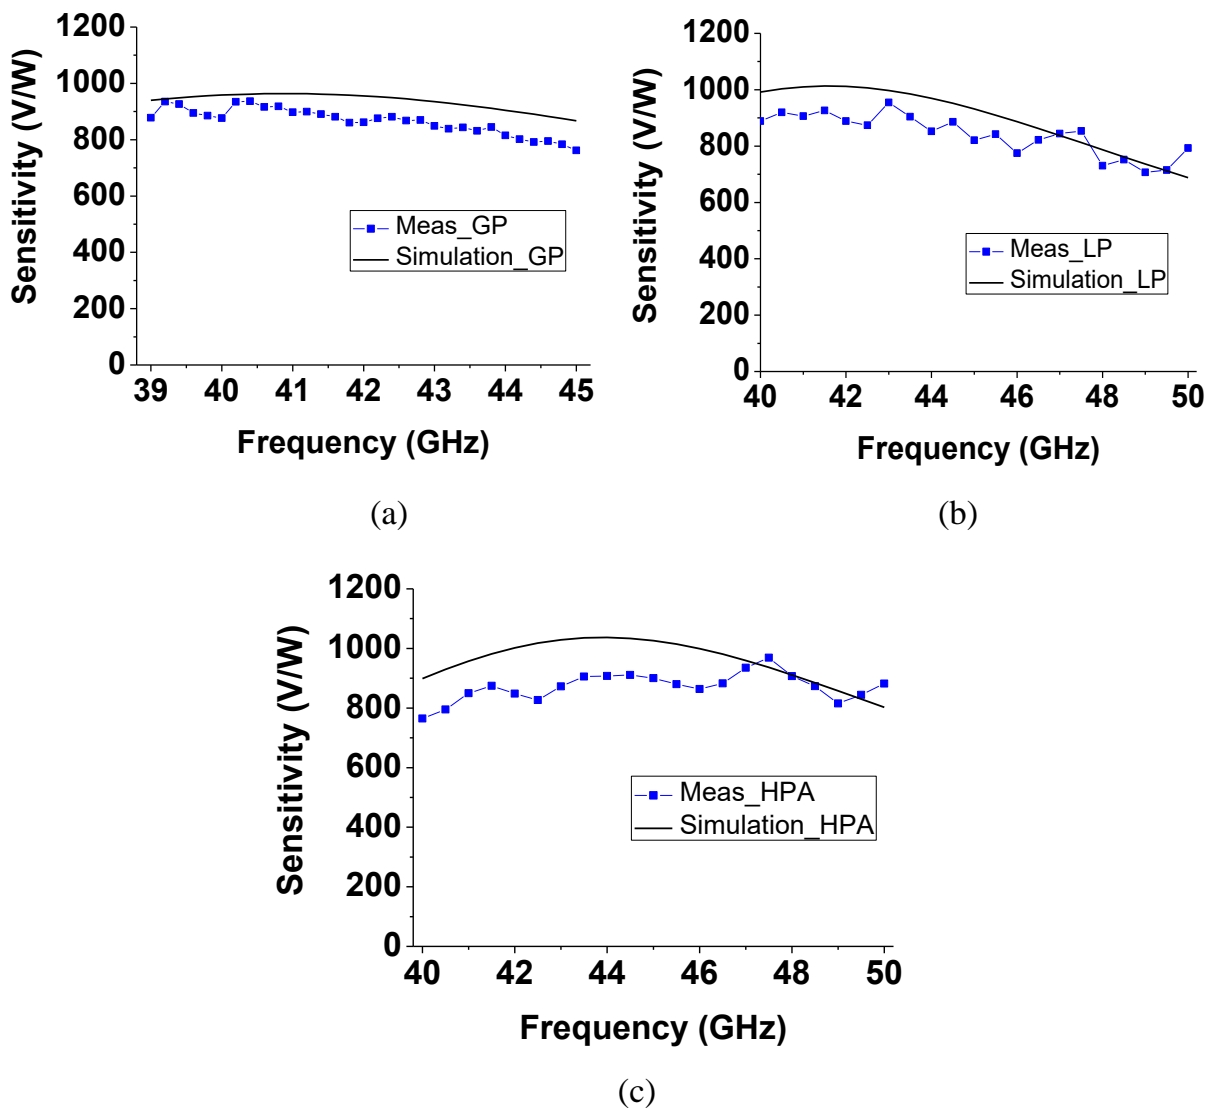 1200
1000
800
600
400
200
0
Sensitivity (V/W)
Meas_GP
Simulation_GP
39 40 41 42 43 44 45
Frequency (GHz)
(a)
1200
1000
800
600
400
200
0
Sensitivity (V/W)
Meas_LP
Simulation_LP
40 42 44 46 48 50
Frequency (GHz)
(b)
1200
1000
800
600
400
200
0
Sensitivity (V/W)
Meas_HPA
Simulation_HPA
40 42 44 46 48 50
Frequency (GHz)
(c)